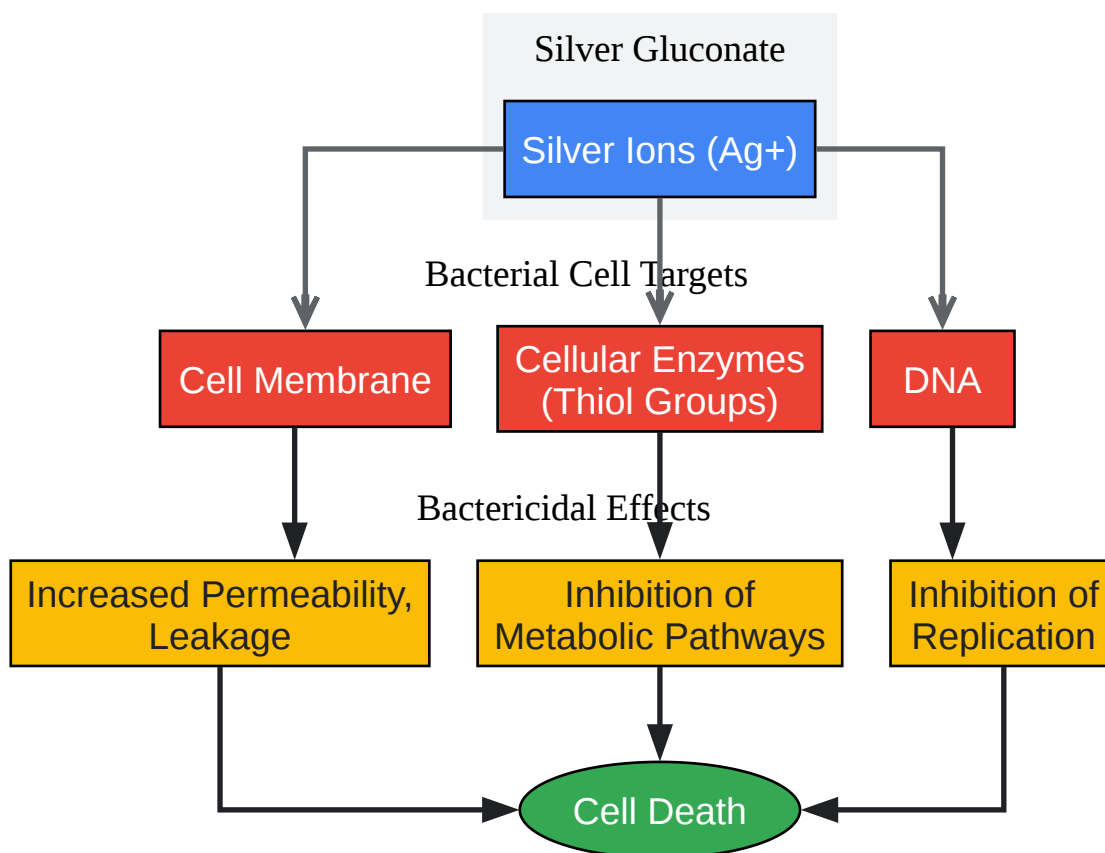 Silver Gluconate
Silver Ions (Ag+)
Bacterial Cell Targets
Cell Membrane
Cellular Enzymes
(Thiol Groups)
DNA
Bactericidal Effects
Increased Permeability,
Leakage
Inhibition of
Metabolic Pathways
Inhibition of
Replication
Cell Death